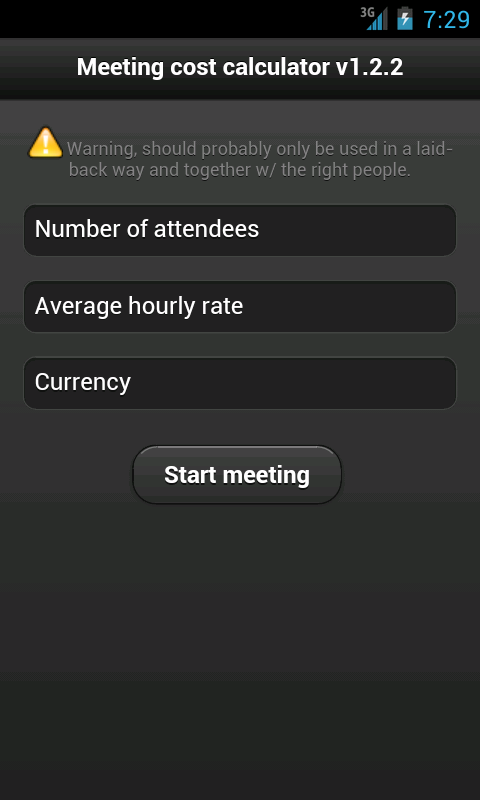 3G 7:29
Meeting cost calculator v1.2.2
Warning, should probably only be used in a laid-
back way and together w/ the right people.
Number of attendees
Average hourly rate
Currency
Start meeting